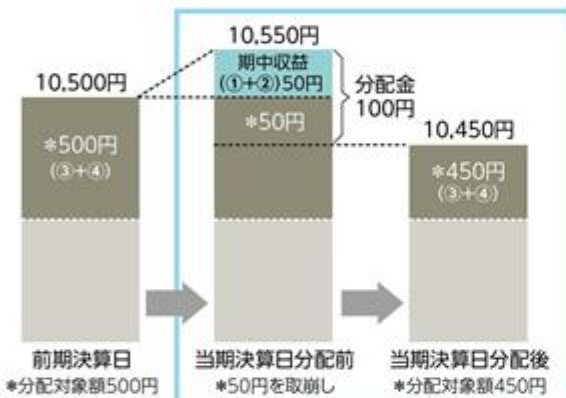 10,500円
*500円
(③+④)
10,550円
期中収益
(①+②)50円
*50円
分配金
100円
10,450円
*450円
(③+④)
前期決算日
*分配対象額500円
当期決算日分配前
*50円を取崩し
当期決算日分配後
*分配対象額450円